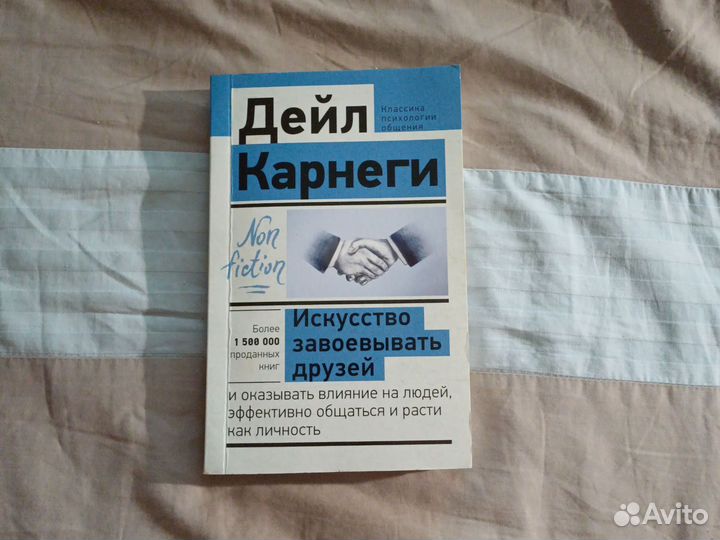 Дейл
Классика
психологии
общения
Карнеги
Non
fiction
Более
1 500 000
проданных
книг
Искусство
завоевывать
друзей
и оказывать влияние на людей,
эффективно общаться и расти
как личность
Avito